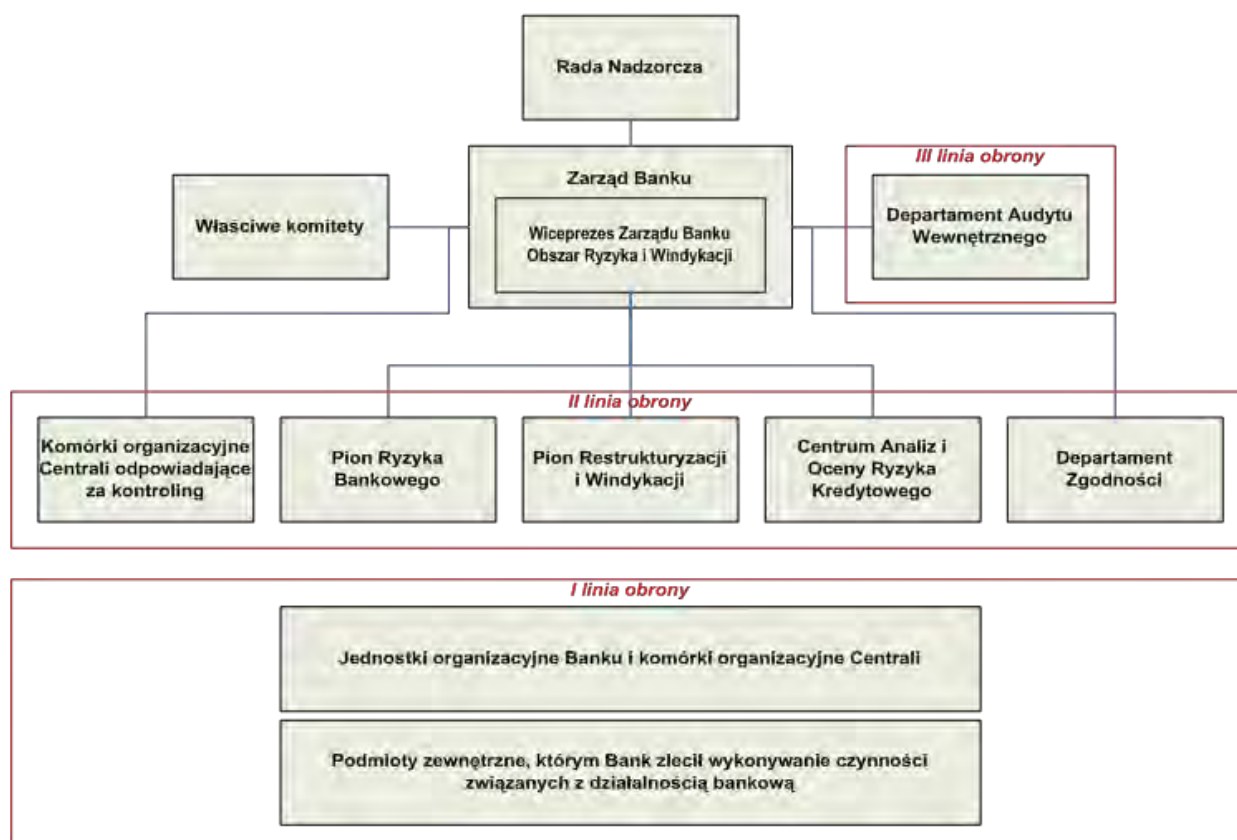 Rada Nadzorcza
III linia obrony
Zarząd Banku
Właściwe komitety
Wiceprezes Zarządu Banku
Obszar Ryzyka i Windykacji
Departament Audytu
Wewnętrznego
II linia obrony
Komórki organizacyjne
Centrali odpowiadające
za kontroling
Pion Ryzyka
Bankowego
Pion Restrukturyzacji
i Windykacji
Centrum Analiz i
Oceny Ryzyka
Kredytowego
Departament
Zgodności
I linia obrony
Jednostki organizacyjne Banku i komórki organizacyjne Centrali
Podmioty zewnętrzne, którym Bank zlecił wykonywanie czynności
związanych z działalnością bankową